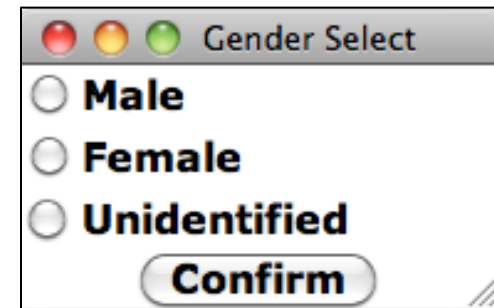 Gender Select
Male
Female
Unidentified
Confirm